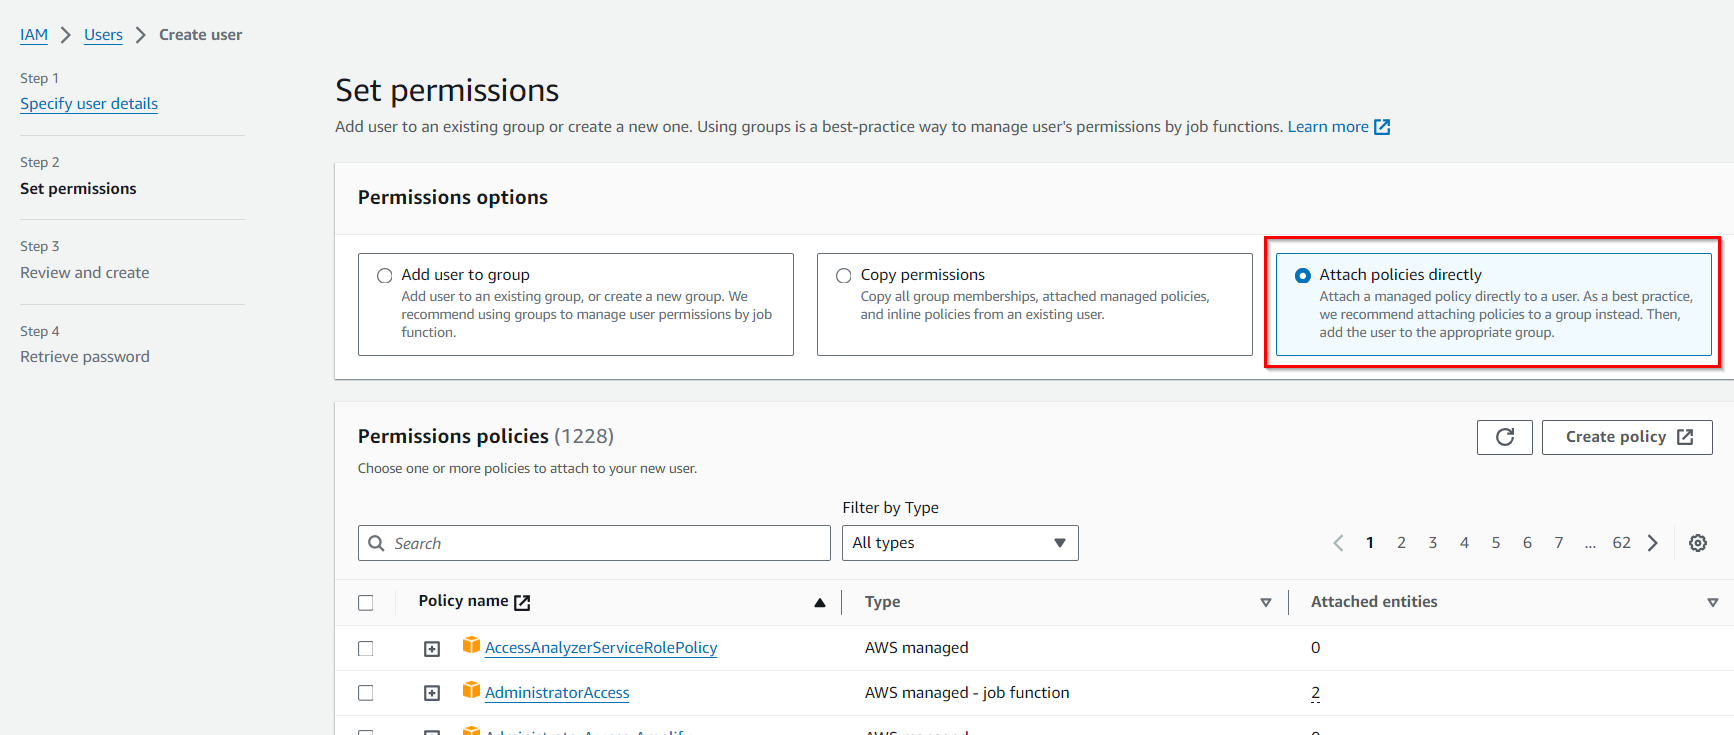 IAM > Users > Create user
Step 1
Specify user details
Step 2
Set permissions
Step 3
Review and create
Step 4
Retrieve password
Set permissions
Add user to an existing group or create a new one. Using groups is a best-practice way to manage user's permissions by job functions. Learn more
Permissions options
Add user to group
Add user to an existing group, or create a new group. We
recommend using groups to manage user permissions by job
function.
Copy permissions
Copy all group memberships, attached managed policies,
and inline policies from an existing user.
Attach policies directly
Attach a managed policy directly to a user. As a best practice,
we recommend attaching policies to a group instead. Then,
add the user to the appropriate group.
Permissions policies (1228)
Create policy
Choose one or more policies to attach to your new user.
Filter by Type
Search
All types
1 2 3 4 5 6 7 ... 62
Policy name Type Attached entities
AccessAnalyzerServiceRolePolicy AWS managed 0
AdministratorAccess AWS managed - job function 2